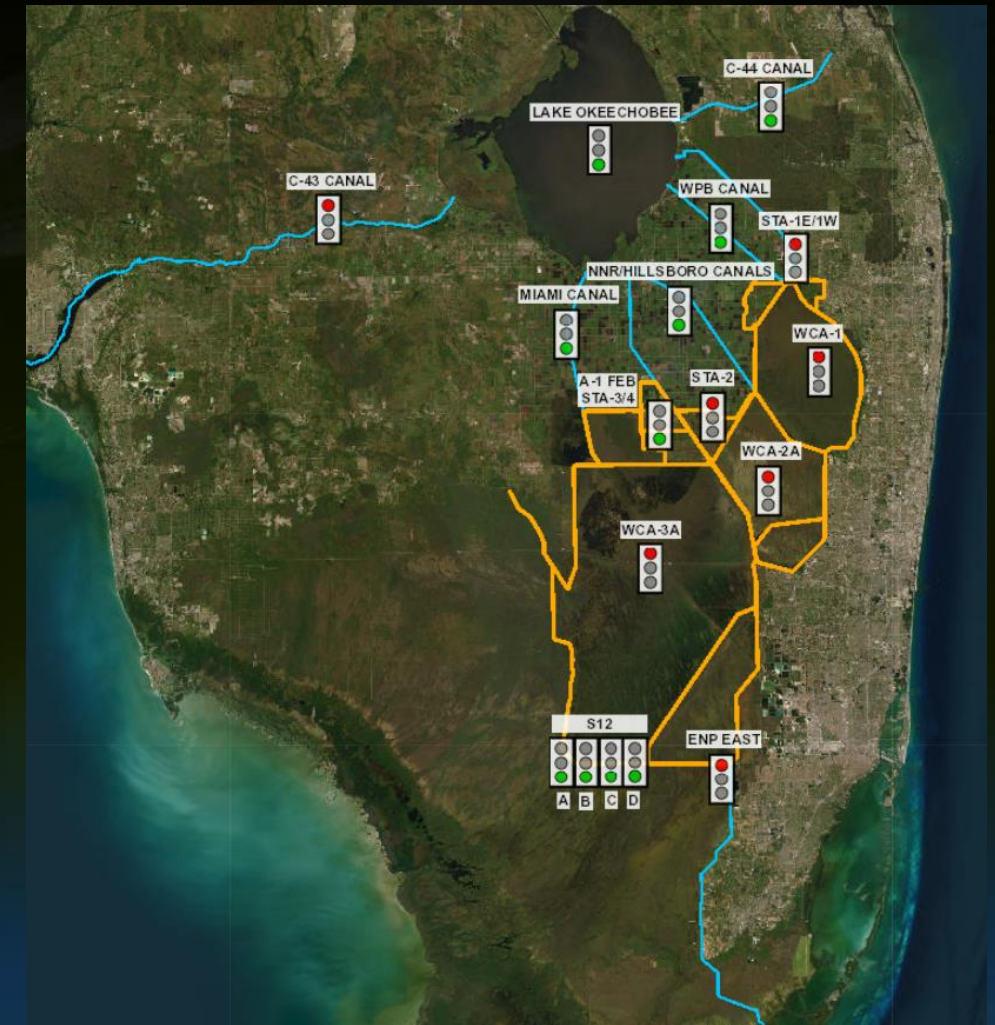 C-44 CANAL
LAKE OKEECHOBEE
C-43 CANAL
WPB CANAL
STA-1E/1W
NNR/HILLSBORO CANALS
MIAMI CANAL
WCA-1
A-1 FEB
STA-3/4
STA-2
WCA-2A
WCA-3A
S12
ENP EAST
A B C D